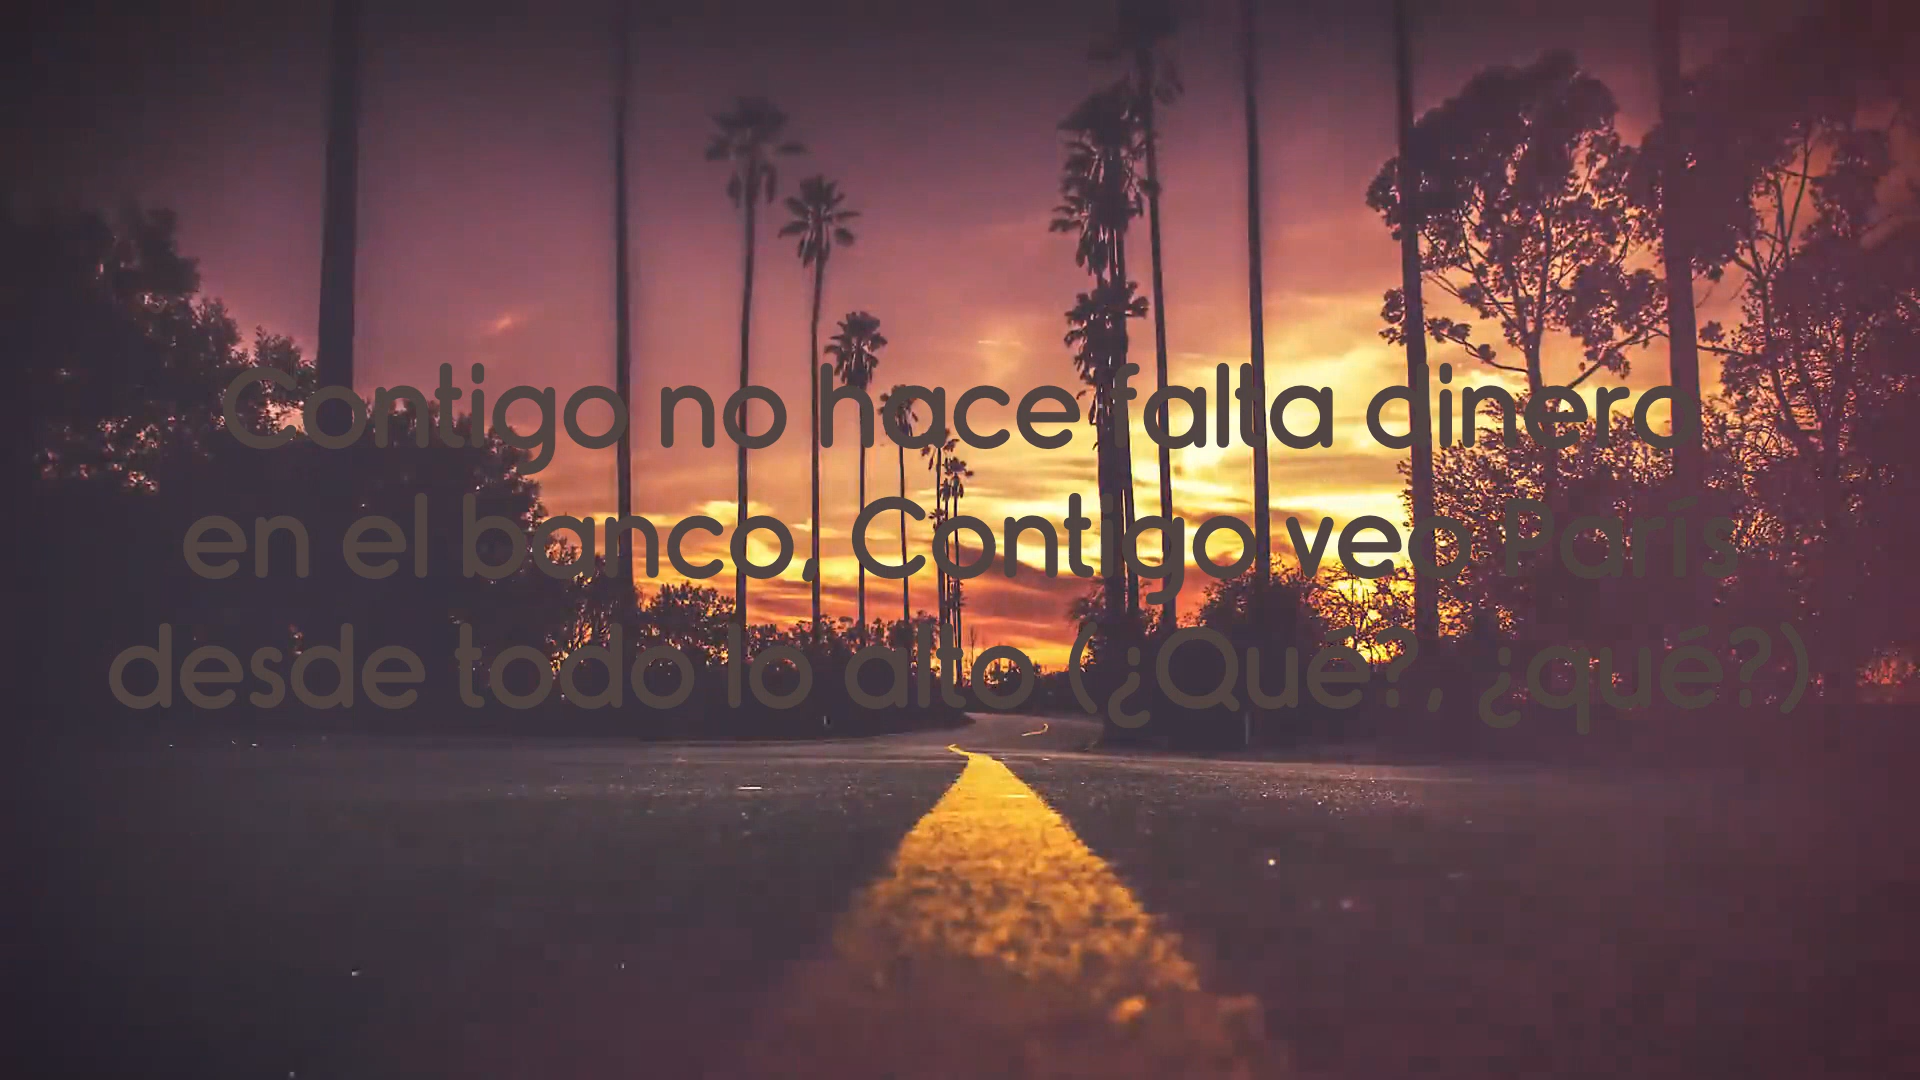 Contigo no hace falta dinero
en el banco, Contigo veo París
desde todo lo alto (¿Qué?, ¿qué?)